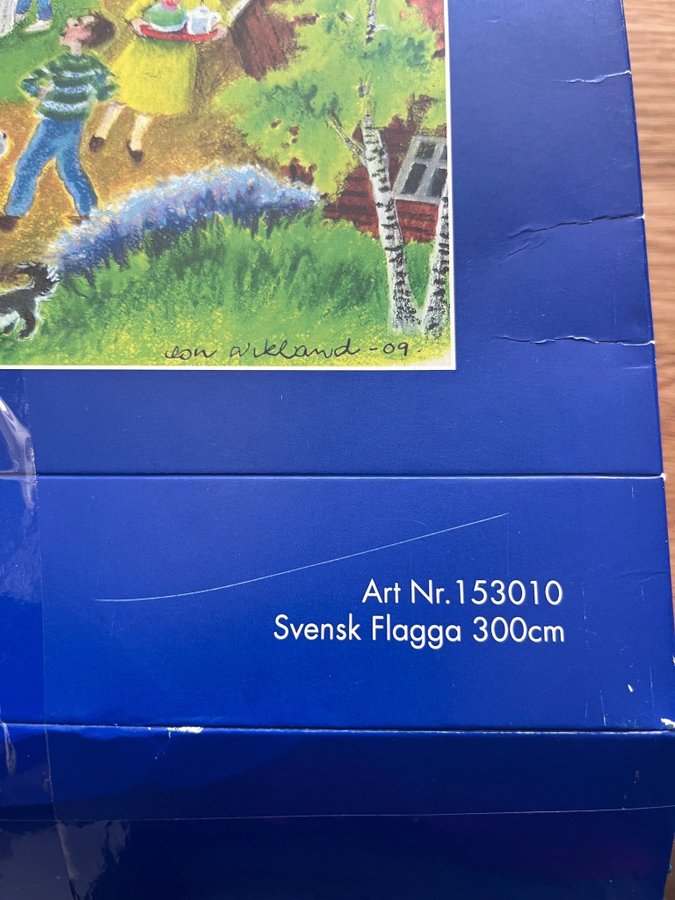 ilon wikland -09.
Art Nr.153010
Svensk Flagga 300cm